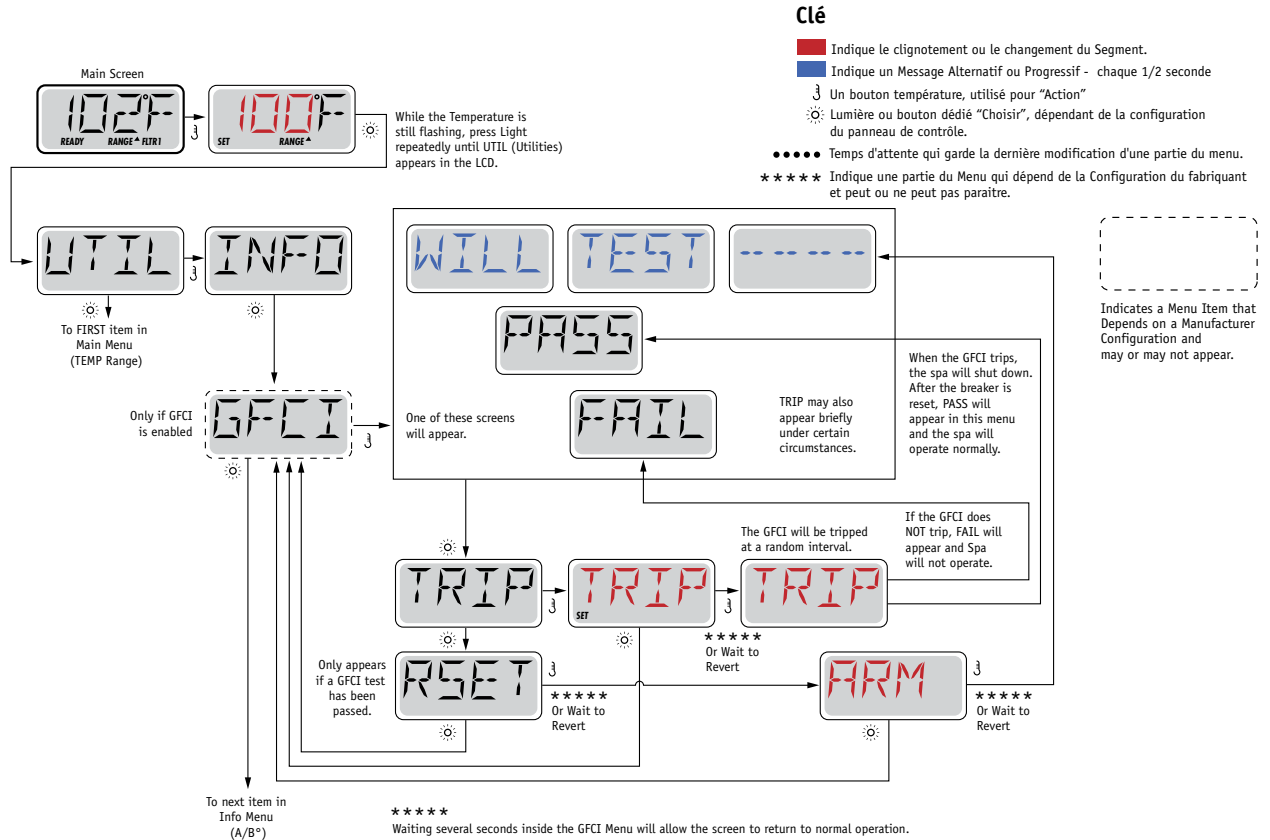 Clé
Indique le clignotement ou le changement du Segment.
Indique un Message Alternatif ou Progressif - chaque 1/2 seconde
Un bouton température, utilisé pour “Action”
Lumière ou bouton dédié “Choisir”, dépendant de la configuration
du panneau de contrôle.
••••• Temps d'attente qui garde la dernière modification d'une partie du menu.
***** Indique une partie du Menu qui dépend de la Configuration du fabriquant
et peut ou ne peut pas paraitre.
Main Screen
102°F
READY RANGE FLTR1
100°F
SET RANGE
While the Temperature is
still flashing, press Light
repeatedly until UTIL (Utilities)
appears in the LCD.
UTIL
INFO
To FIRST item in
Main Menu
(TEMP Range)
WILL
TEST
-- -- -- -- --
PASS
FAIL
Indicates a Menu Item that
Depends on a Manufacturer
Configuration and
may or may not appear.
Only if GFCI
is enabled
GFCI
One of these screens
will appear.
TRIP may also
appear briefly
under certain
circumstances.
When the GFCI trips,
the spa will shut down.
After the breaker is
reset, PASS will
appear in this menu
and the spa will
operate normally.
If the GFCI does
NOT trip, FAIL will
appear and Spa
will not operate.
The GFCI will be tripped
at a random interval.
TRIP
TRIP
SET
TRIP
*****
Or Wait to
Revert
Only appears
if a GFCI test
has been
passed.
RSET
*****
Or Wait to
Revert
ARM
*****
Or Wait to
Revert
To next item in
Info Menu
(A/B°)
*****
Waiting several seconds inside the GFCI Menu will allow the screen to return to normal operation.